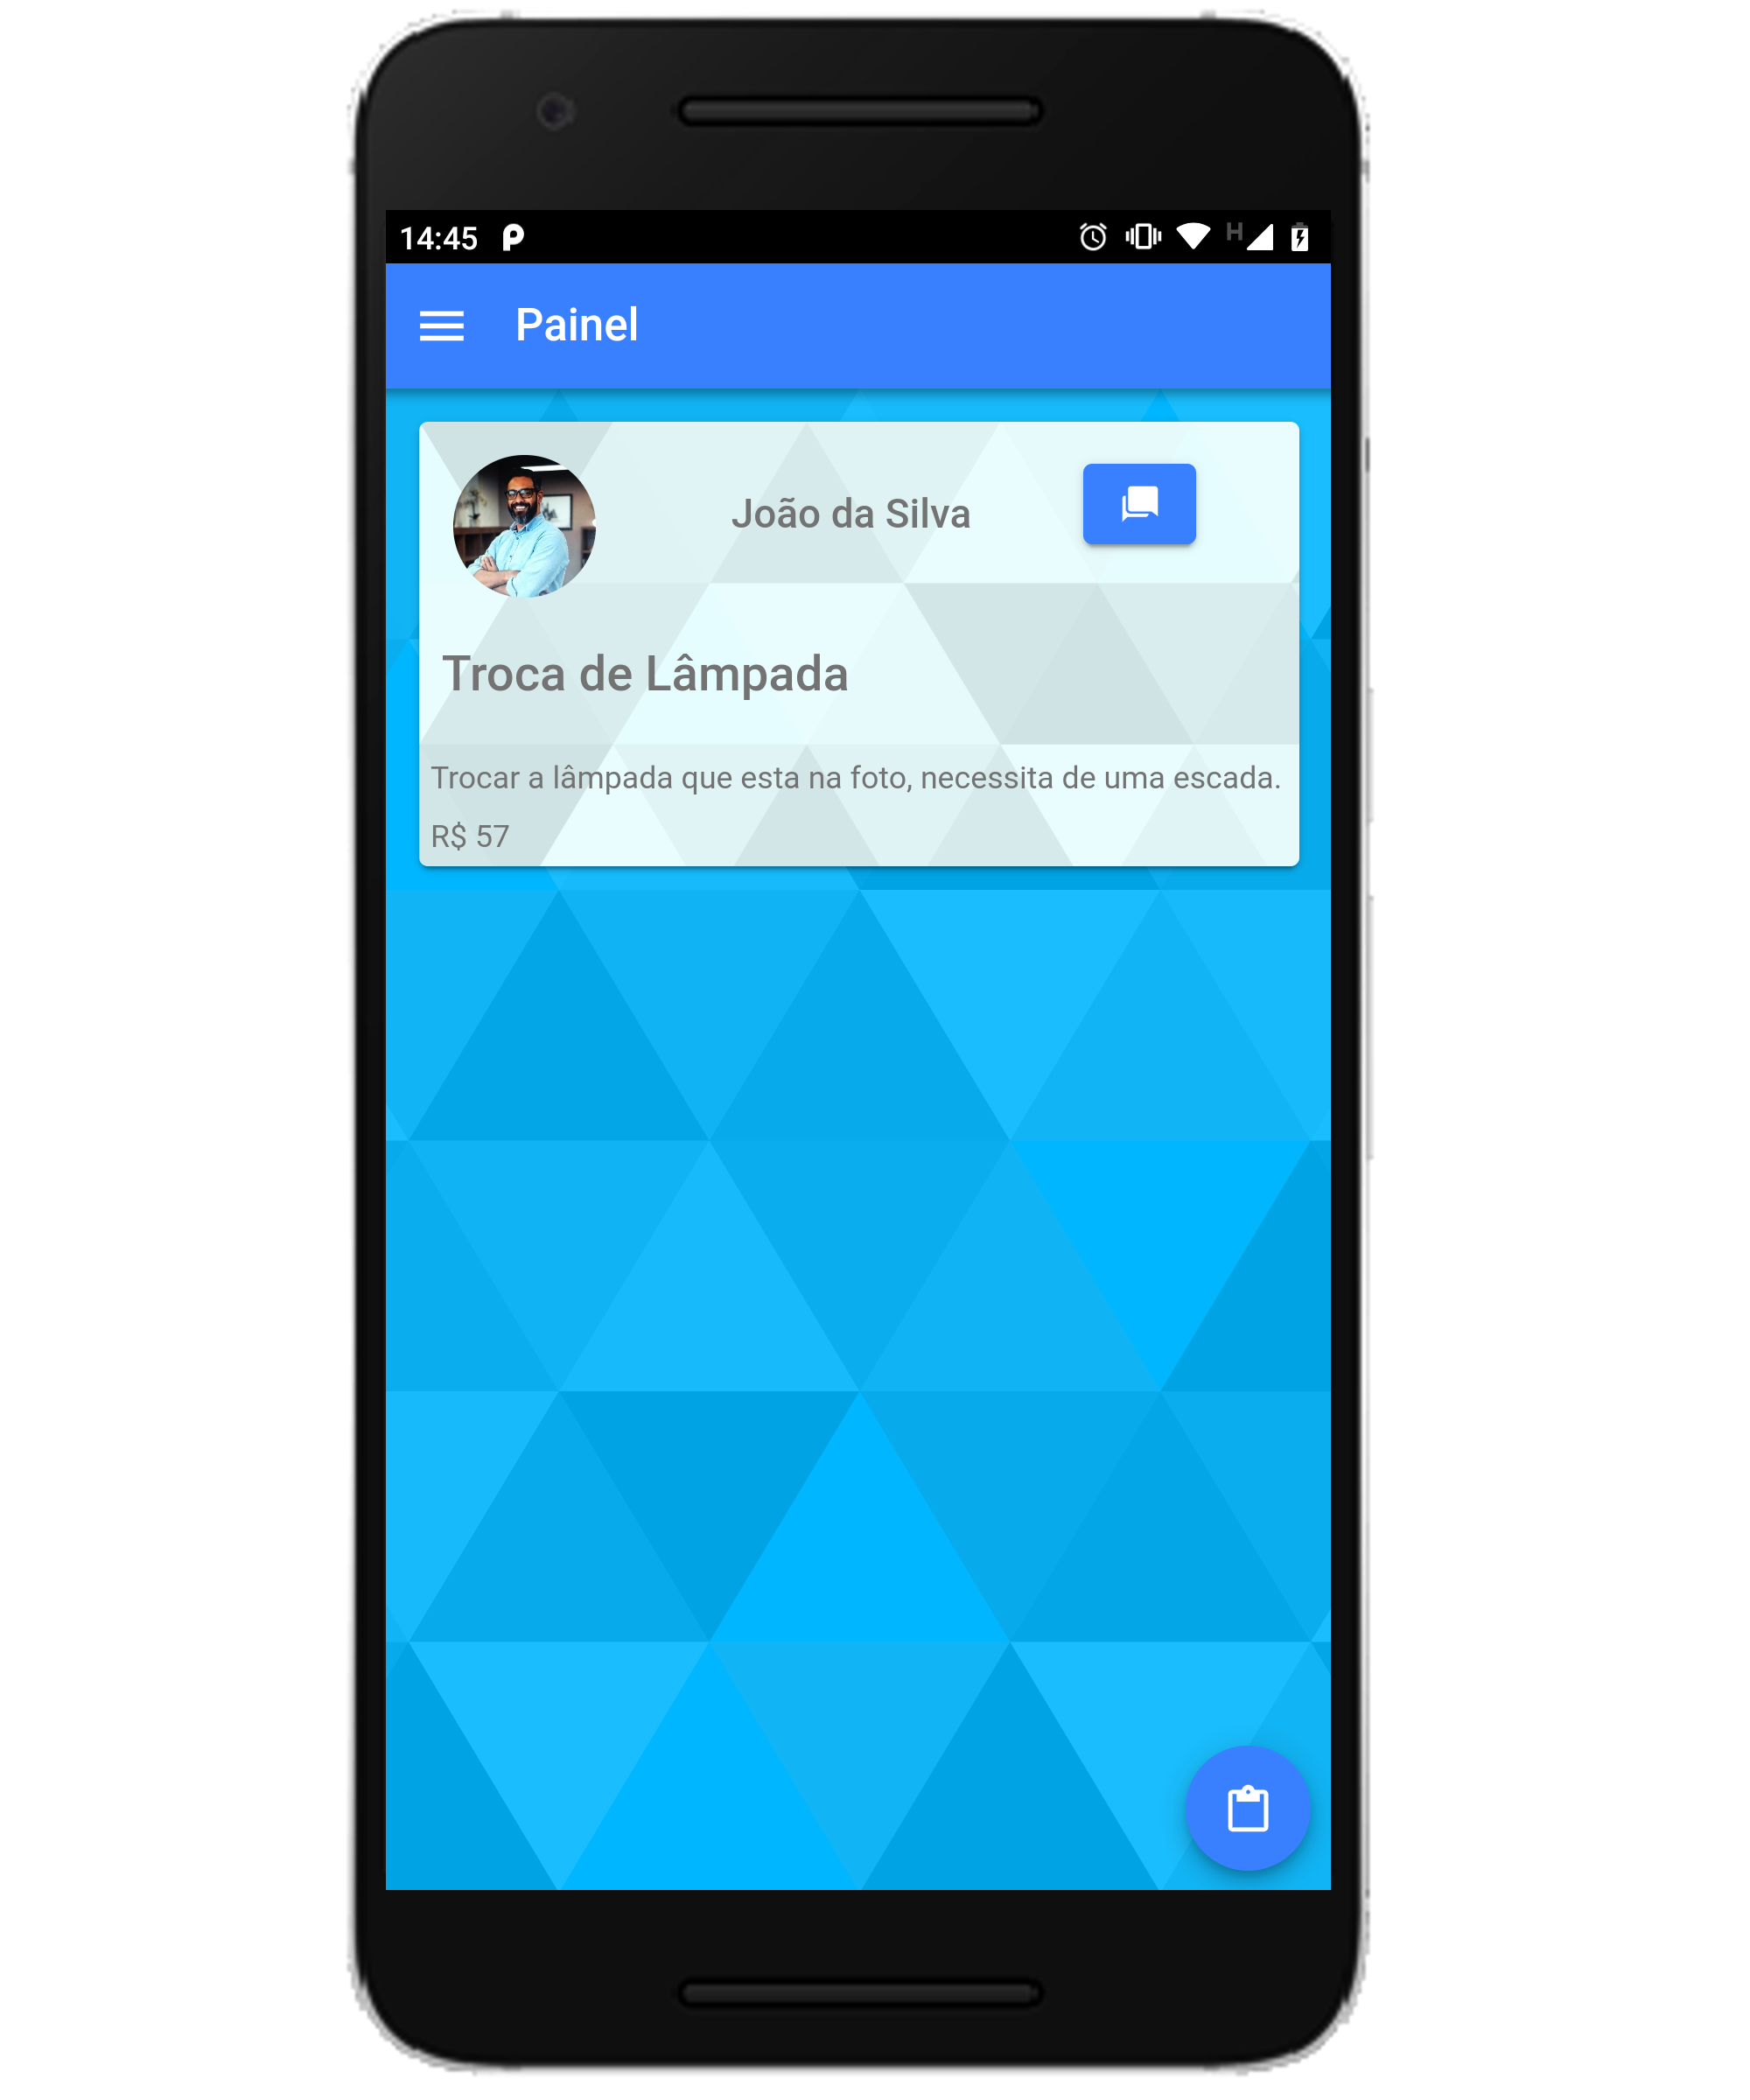 14:45
H
Painel
João da Silva
Troca de Lâmpada
Trocar a lâmpada que esta na foto, necessita de uma escada.
R$ 57